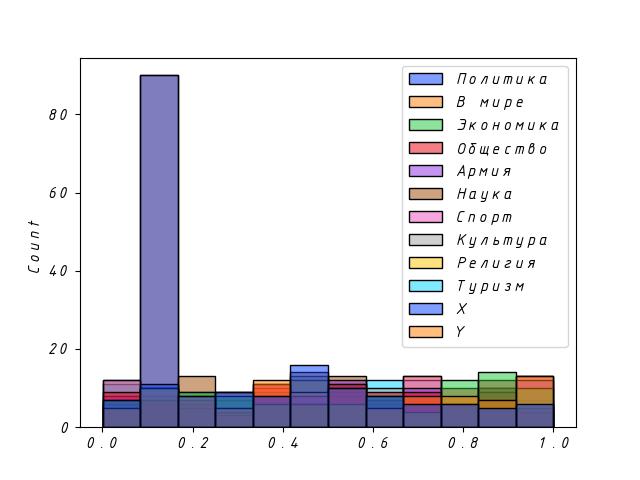 Политика
В мире
Экономика
Общество
Армия
Наука
Спорт
Культура
Религия
Туризм
X
Y
Count
80
60
40
20
0
0.0 0.2 0.4 0.6 0.8 1.0